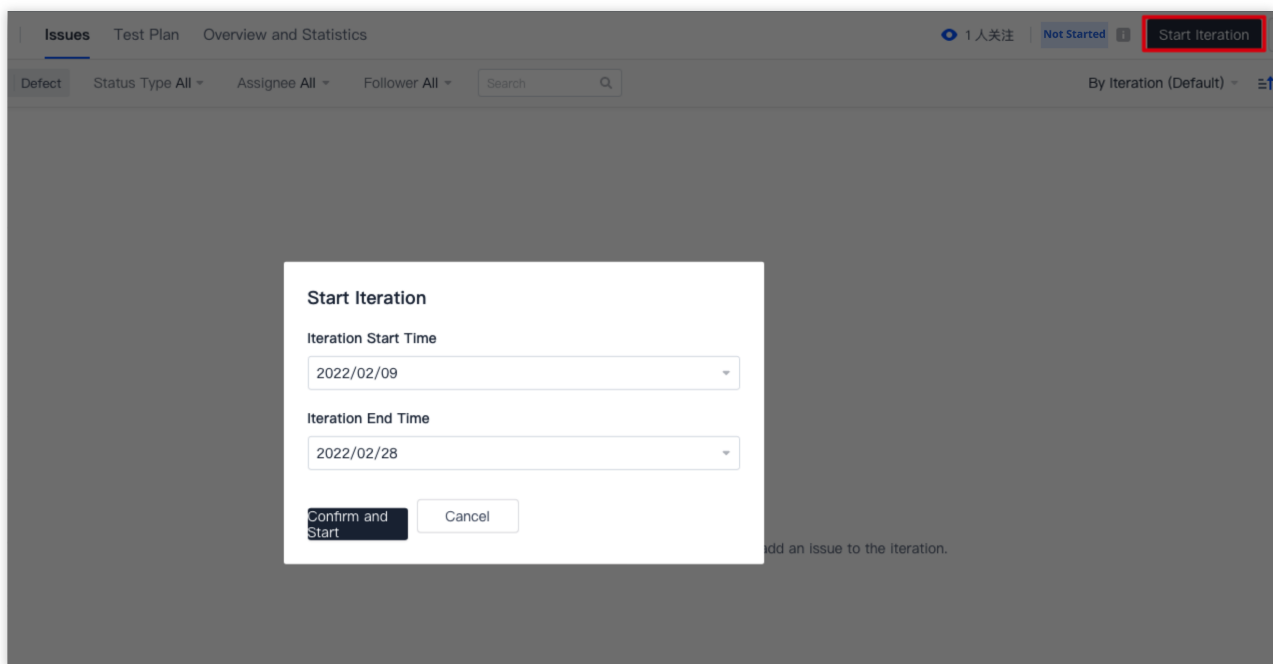 Issues Test Plan Overview and Statistics 1人关注 Not Started Start Iteration
Defect Status Type All Assignee All Follower All Search By Iteration (Default)
Start Iteration
Iteration Start Time
2022/02/09
Iteration End Time
2022/02/28
Confirm and
Start
Cancel
add an issue to the iteration.